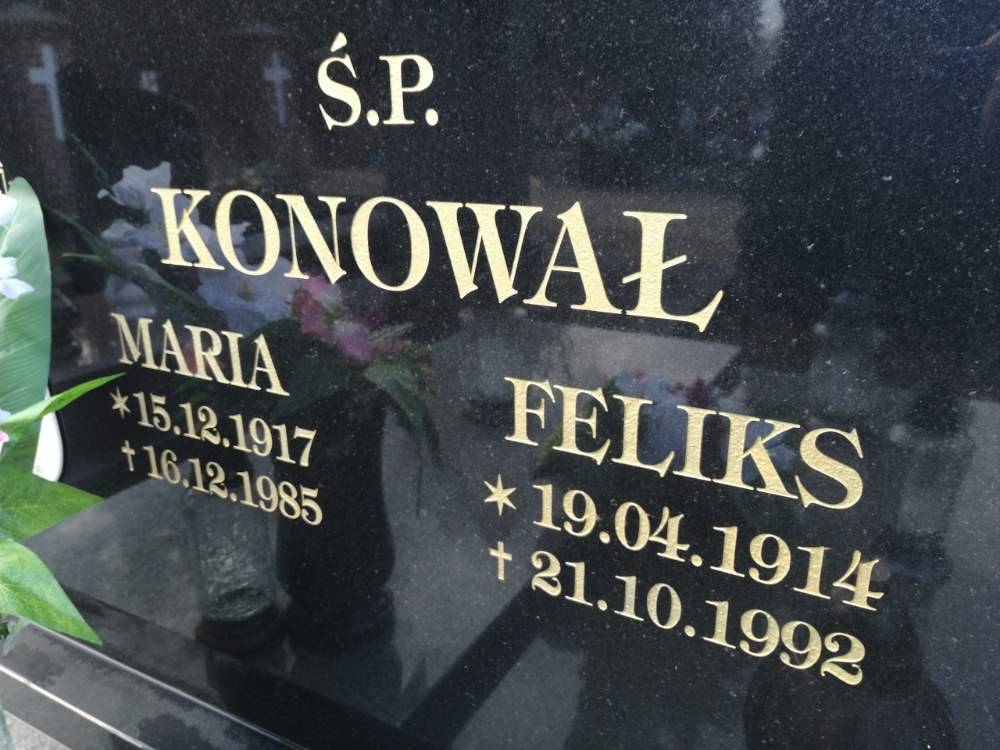 Ś.P.
KONOWAŁ
MARIA
*15.12.1917
†16.12.1985
FELIKS
* 19.04.1914
† 21.10.1992